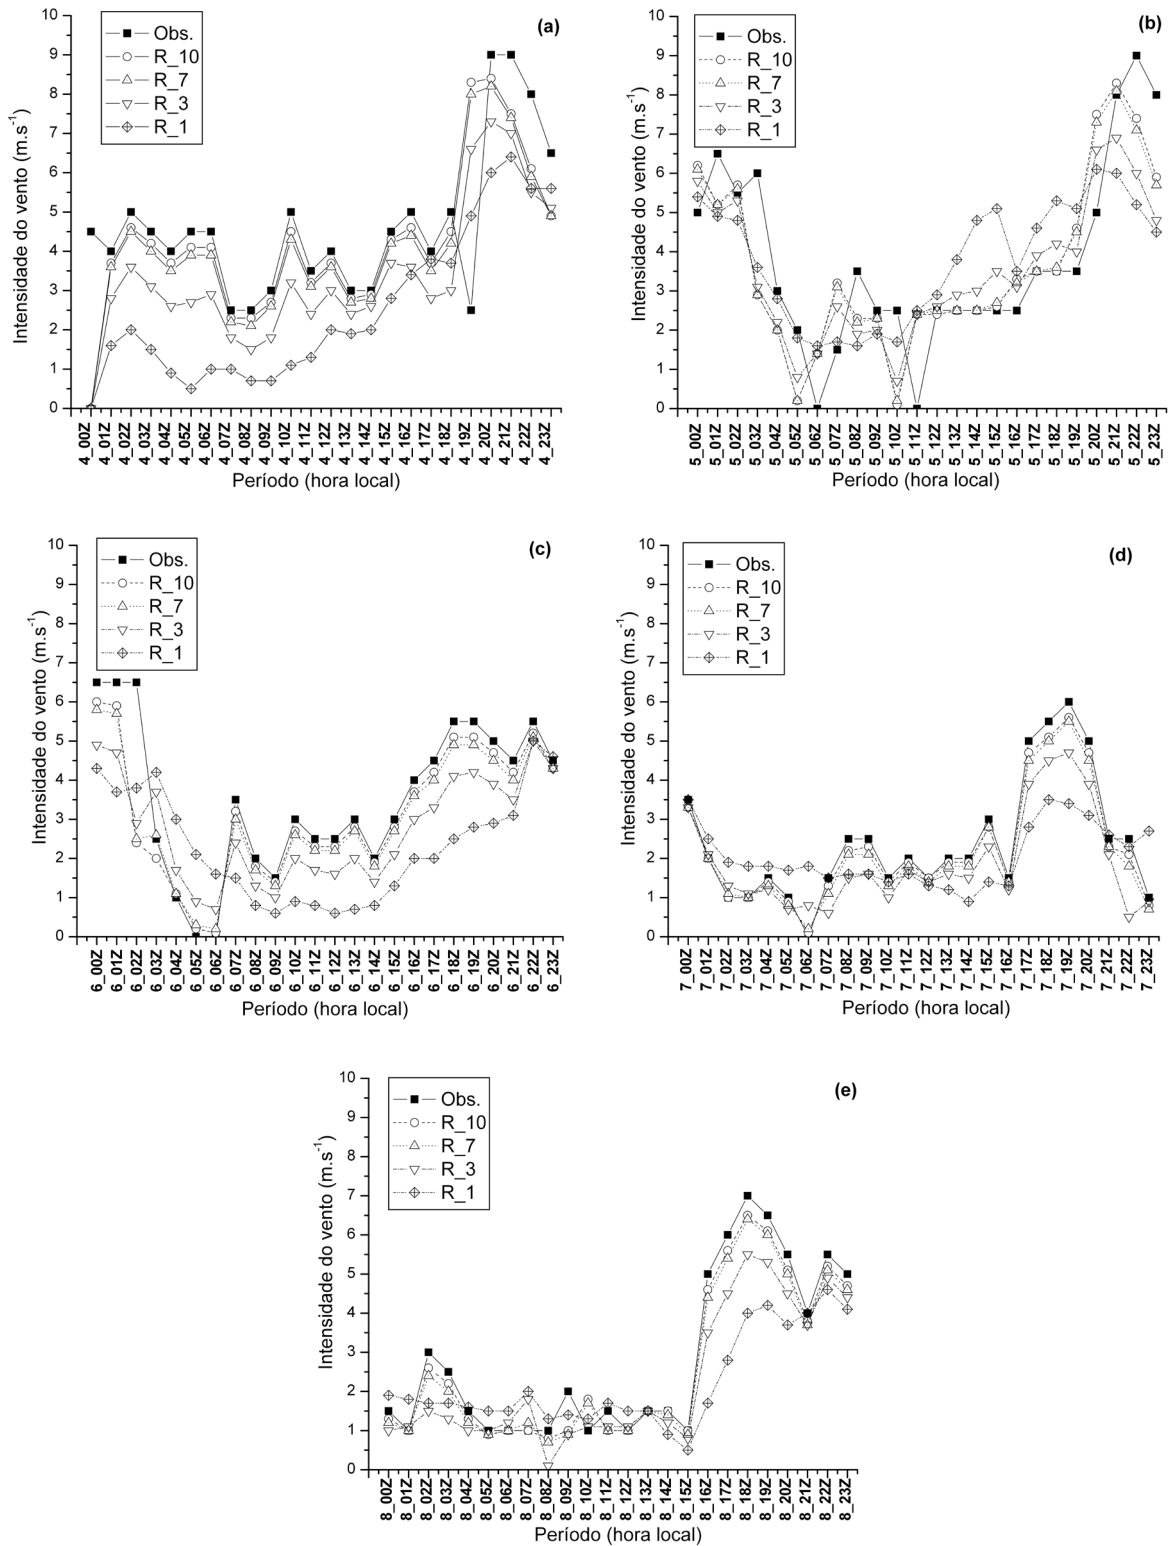 (a)
Obs.
R_10
R_7
R_3
R_1
Intensidade do vento (m.s⁻¹)
10
9
8
7
6
5
4
3
2
1
0
4_00Z 4_01Z 4_02Z 4_03Z 4_04Z 4_05Z 4_06Z 4_07Z 4_08Z 4_09Z 4_10Z 4_11Z 4_12Z 4_13Z 4_14Z 4_15Z 4_16Z 4_17Z 4_18Z 4_19Z 4_20Z 4_21Z 4_22Z 4_23Z
Período (hora local)
(b)
Obs.
R_10
R_7
R_3
R_1
Intensidade do vento (m.s⁻¹)
10
9
8
7
6
5
4
3
2
1
0
5_00Z 5_01Z 5_02Z 5_03Z 5_04Z 5_05Z 5_06Z 5_07Z 5_08Z 5_09Z 5_10Z 5_11Z 5_12Z 5_13Z 5_14Z 5_15Z 5_16Z 5_17Z 5_18Z 5_19Z 5_20Z 5_21Z 5_22Z 5_23Z
Período (hora local)
(c)
Obs.
R_10
R_7
R_3
R_1
Intensidade do vento (m.s⁻¹)
10
9
8
7
6
5
4
3
2
1
0
6_00Z 6_01Z 6_02Z 6_03Z 6_04Z 6_05Z 6_06Z 6_07Z 6_08Z 6_09Z 6_10Z 6_11Z 6_12Z 6_13Z 6_14Z 6_15Z 6_16Z 6_17Z 6_18Z 6_19Z 6_20Z 6_21Z 6_22Z 6_23Z
Período (hora local)
(d)
Obs.
R_10
R_7
R_3
R_1
Intensidade do vento (m.s⁻¹)
10
9
8
7
6
5
4
3
2
1
0
7_00Z 7_01Z 7_02Z 7_03Z 7_04Z 7_05Z 7_06Z 7_07Z 7_08Z 7_09Z 7_10Z 7_11Z 7_12Z 7_13Z 7_14Z 7_15Z 7_16Z 7_17Z 7_18Z 7_19Z 7_20Z 7_21Z 7_22Z 7_23Z
Período (hora local)
(e)
Obs.
R_10
R_7
R_3
R_1
Intensidade do vento (m.s⁻¹)
10
9
8
7
6
5
4
3
2
1
0
8_00Z 8_01Z 8_02Z 8_03Z 8_04Z 8_05Z 8_06Z 8_07Z 8_08Z 8_09Z 8_10Z 8_11Z 8_12Z 8_13Z 8_14Z 8_15Z 8_16Z 8_17Z 8_18Z 8_19Z 8_20Z 8_21Z 8_22Z 8_23Z
Período (hora local)